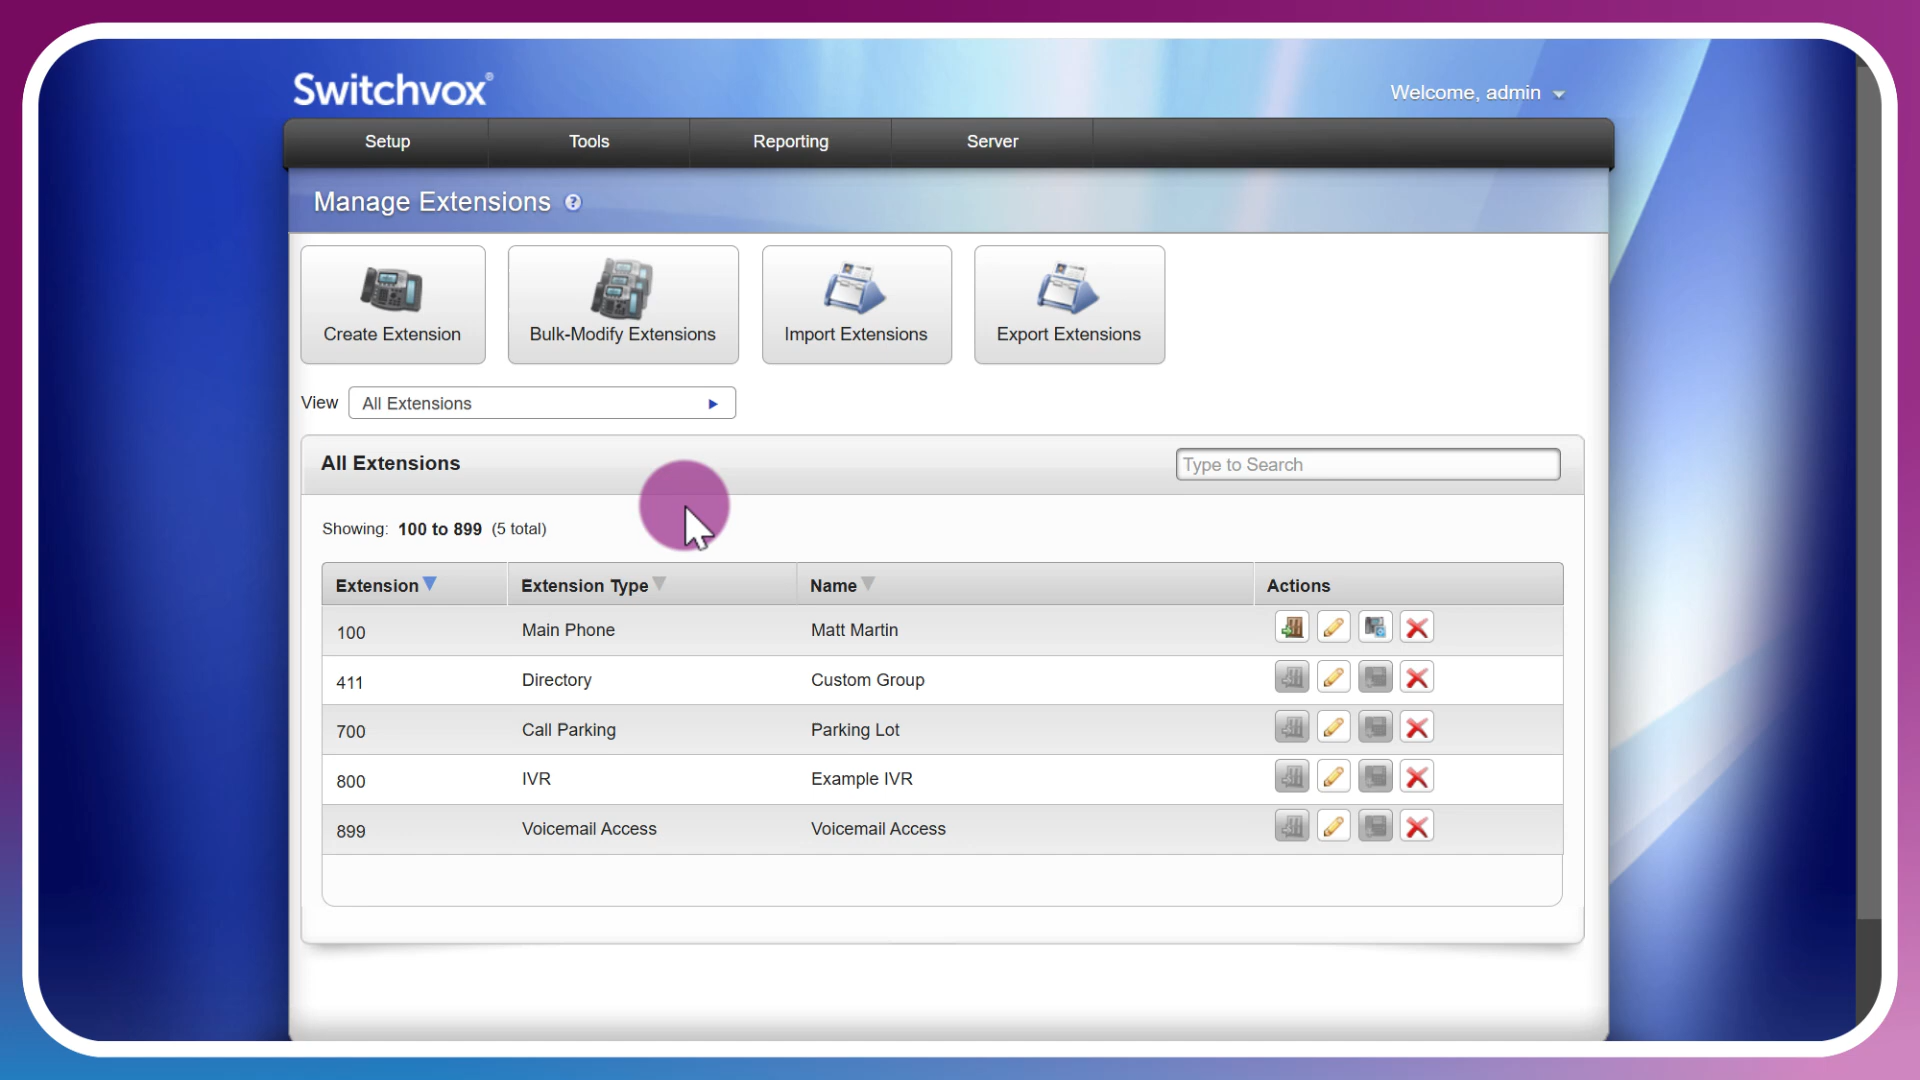 Switchvox®
Welcome, admin
Setup Tools Reporting Server
Manage Extensions ?
Create Extension Bulk-Modify Extensions Import Extensions Export Extensions
View All Extensions
All Extensions Type to Search
Showing: 100 to 899 (5 total)
Extension Extension Type Name Actions
100 Main Phone Matt Martin
411 Directory Custom Group
700 Call Parking Parking Lot
800 IVR Example IVR
899 Voicemail Access Voicemail Access